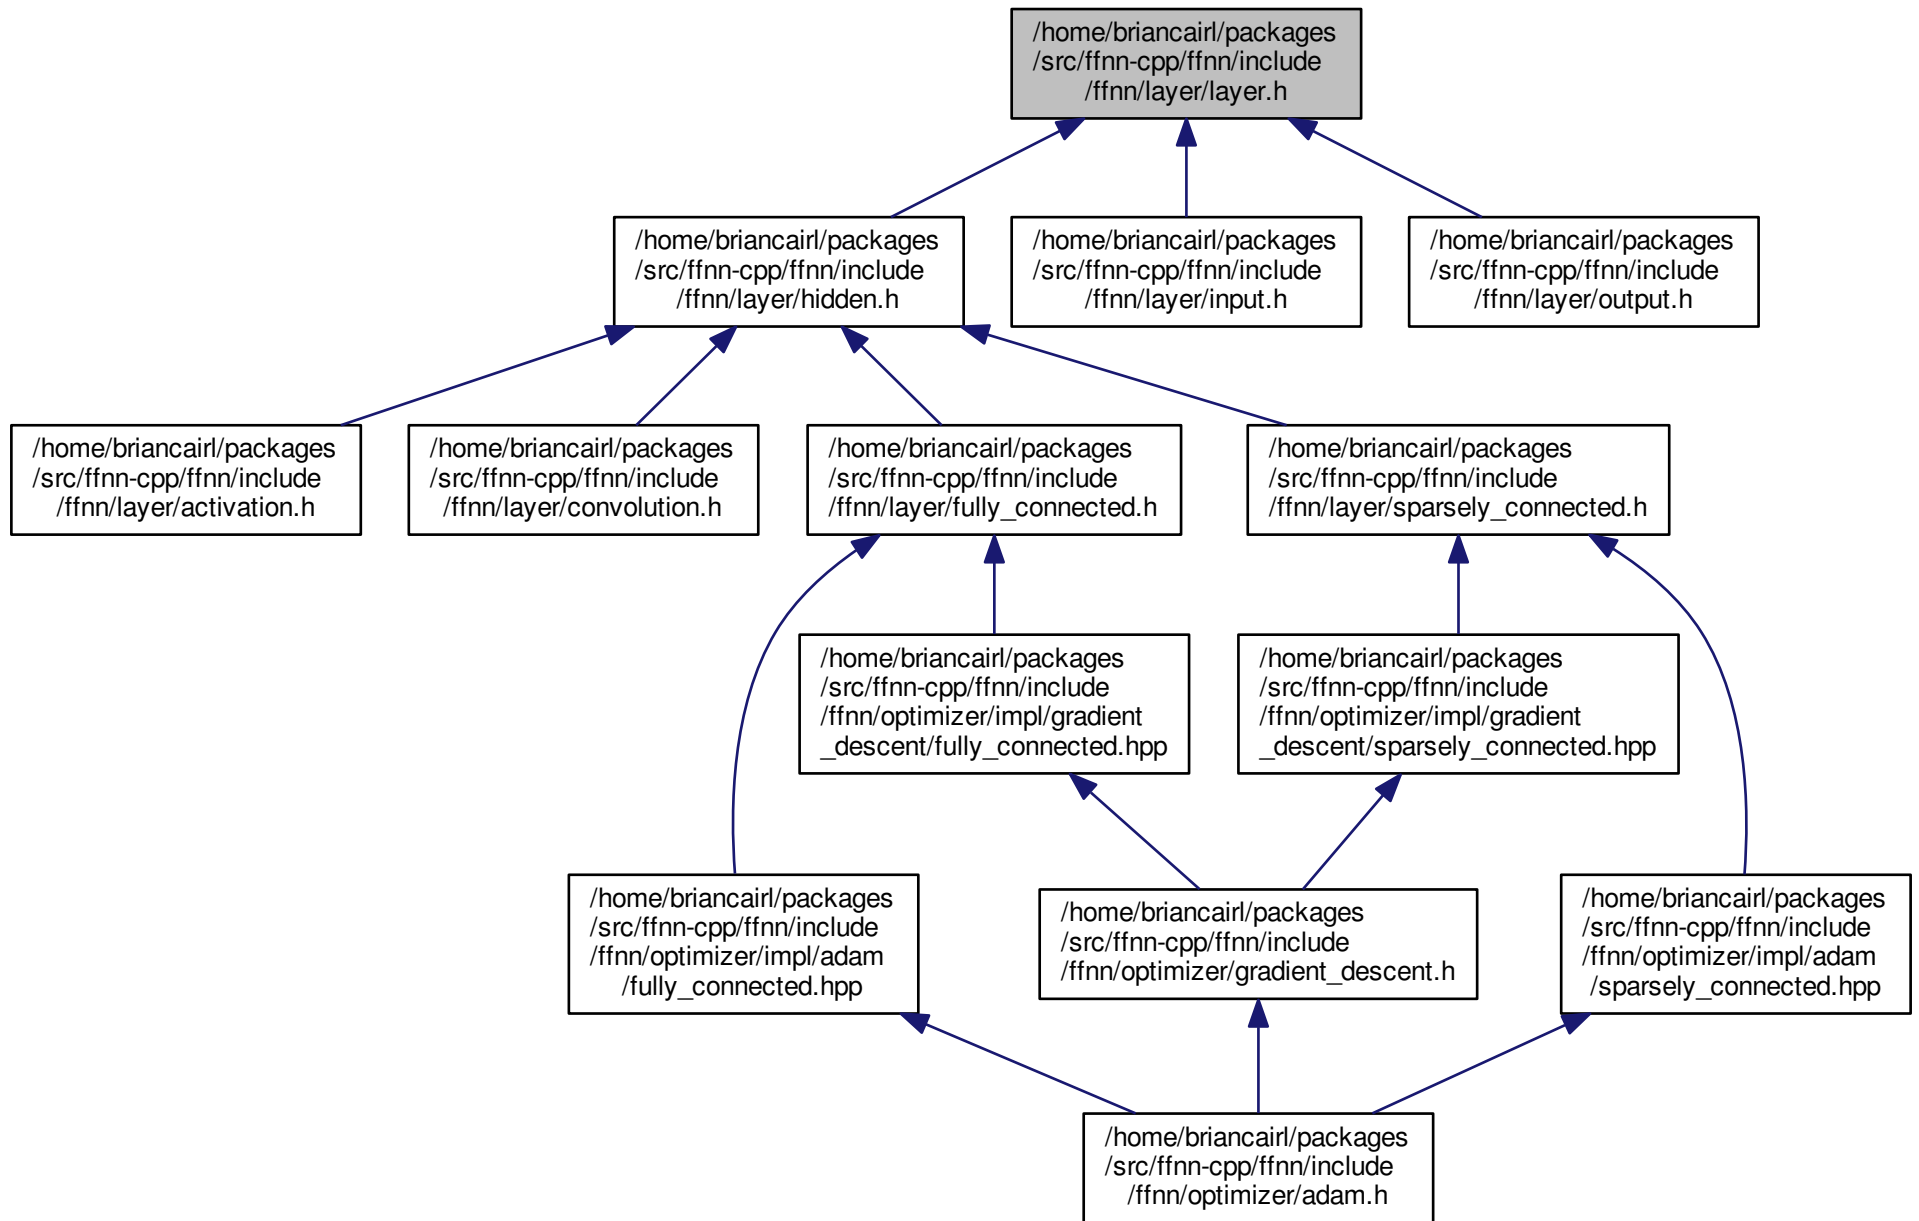 /home/briancairl/packages
/src/ffnn-cpp/ffnn/include
/ffnn/layer/layer.h
/home/briancairl/packages
/src/ffnn-cpp/ffnn/include
/ffnn/layer/hidden.h
/home/briancairl/packages
/src/ffnn-cpp/ffnn/include
/ffnn/layer/input.h
/home/briancairl/packages
/src/ffnn-cpp/ffnn/include
/ffnn/layer/output.h
/home/briancairl/packages
/src/ffnn-cpp/ffnn/include
/ffnn/layer/activation.h
/home/briancairl/packages
/src/ffnn-cpp/ffnn/include
/ffnn/layer/convolution.h
/home/briancairl/packages
/src/ffnn-cpp/ffnn/include
/ffnn/layer/fully_connected.h
/home/briancairl/packages
/src/ffnn-cpp/ffnn/include
/ffnn/layer/sparsely_connected.h
/home/briancairl/packages
/src/ffnn-cpp/ffnn/include
/ffnn/optimizer/impl/gradient
_descent/fully_connected.hpp
/home/briancairl/packages
/src/ffnn-cpp/ffnn/include
/ffnn/optimizer/impl/gradient
_descent/sparsely_connected.hpp
/home/briancairl/packages
/src/ffnn-cpp/ffnn/include
/ffnn/optimizer/impl/adam
/fully_connected.hpp
/home/briancairl/packages
/src/ffnn-cpp/ffnn/include
/ffnn/optimizer/gradient_descent.h
/home/briancairl/packages
/src/ffnn-cpp/ffnn/include
/ffnn/optimizer/impl/adam
/sparsely_connected.hpp
/home/briancairl/packages
/src/ffnn-cpp/ffnn/include
/ffnn/optimizer/adam.h